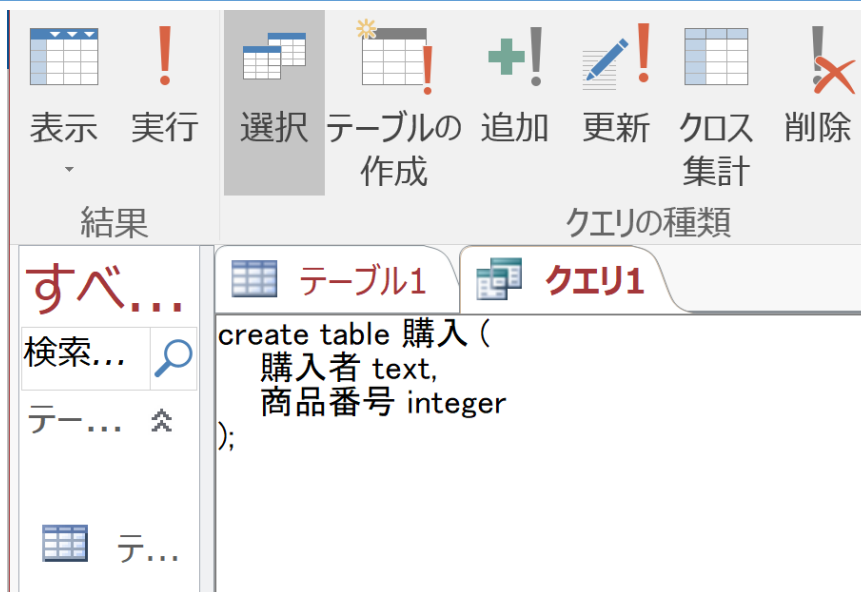 表示 実行 選択 テーブルの作成 追加 更新 クロス集計 削除
結果 クエリの種類
すべ...
検索...
テー...
テ...
テーブル1 クエリ1
create table 購入 (
購入者 text,
商品番号 integer
);